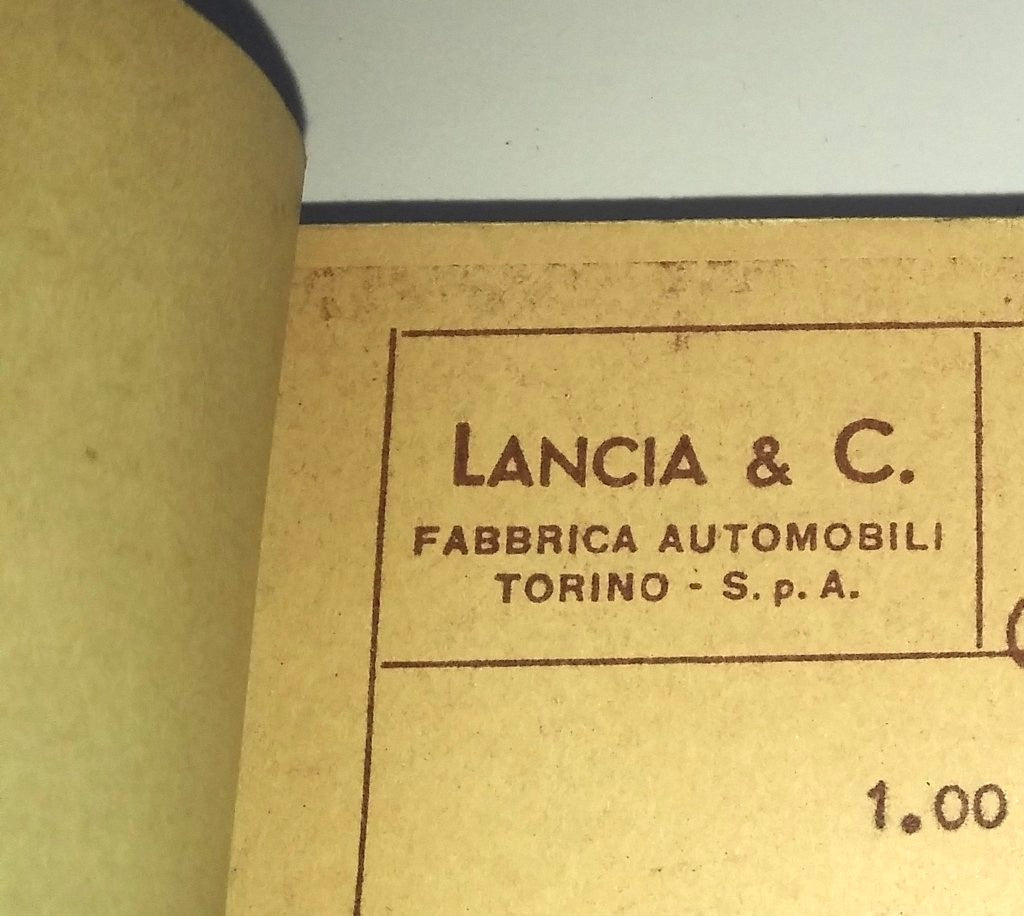 LANCIA & C.
FABBRICA AUTOMOBILI
TORINO - S. p. A.
1.00